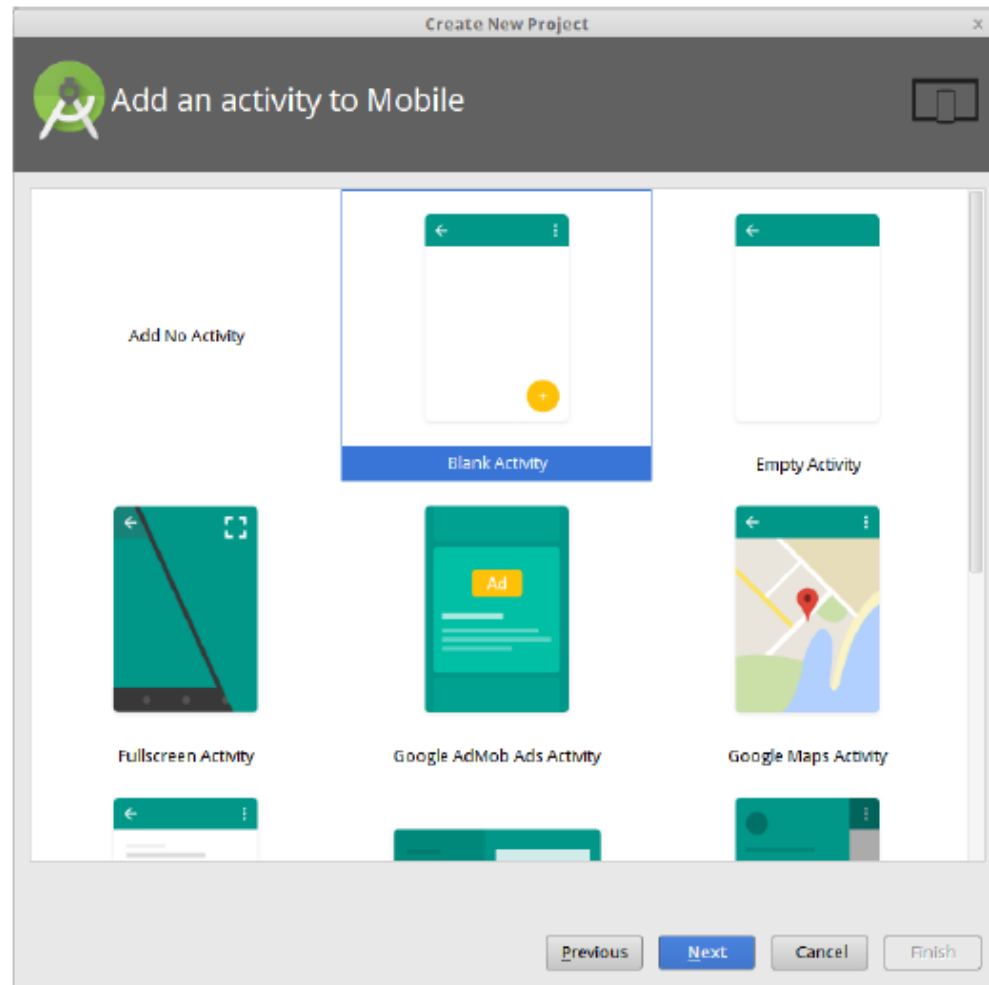 Create New Project
Add an activity to Mobile
Add No Activity
Blank Activity
Empty Activity
Ad
Fullscreen Activity
Google AdMob Ads Activity
Google Maps Activity
Previous
Next
Cancel
Finish